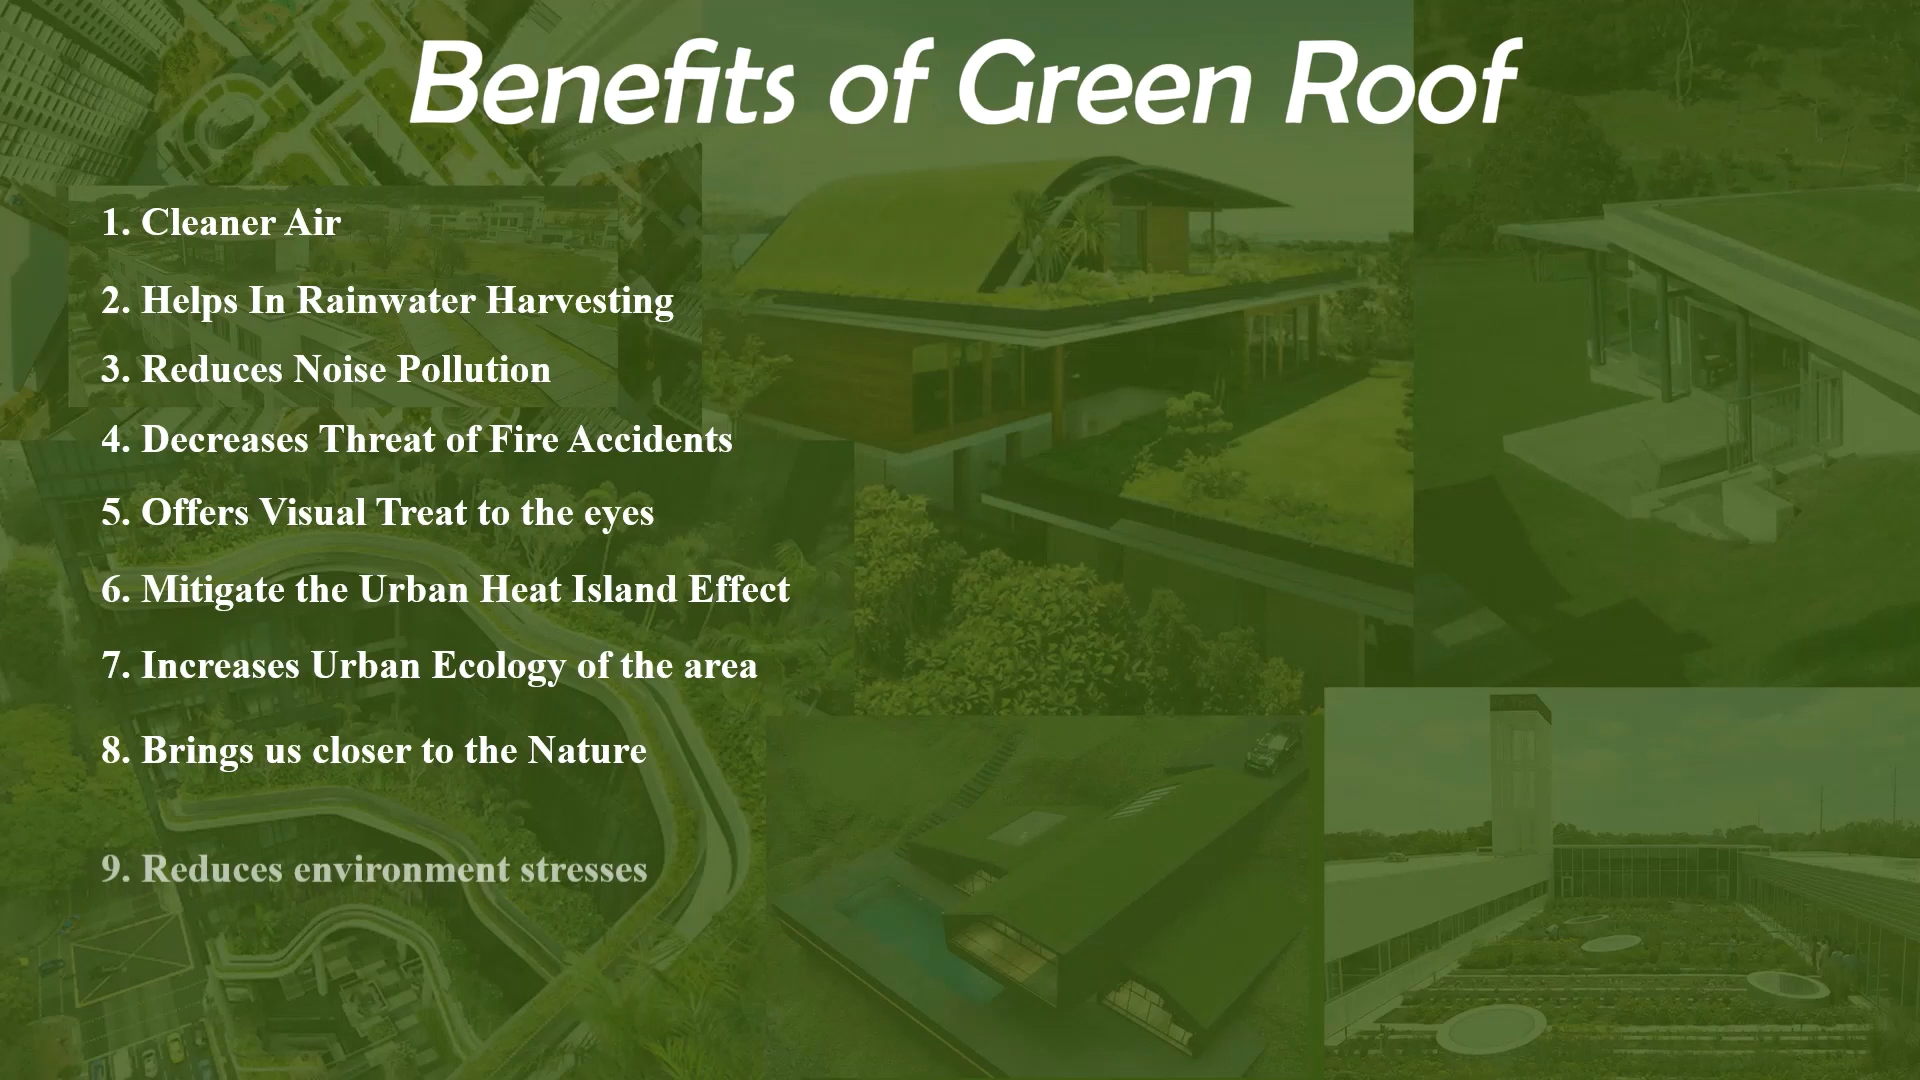 Benefits of Green Roof
1. Cleaner Air
2. Helps In Rainwater Harvesting
3. Reduces Noise Pollution
4. Decreases Threat of Fire Accidents
5. Offers Visual Treat to the eyes
6. Mitigate the Urban Heat Island Effect
7. Increases Urban Ecology of the area
8. Brings us closer to the Nature
9. Reduces environment stresses